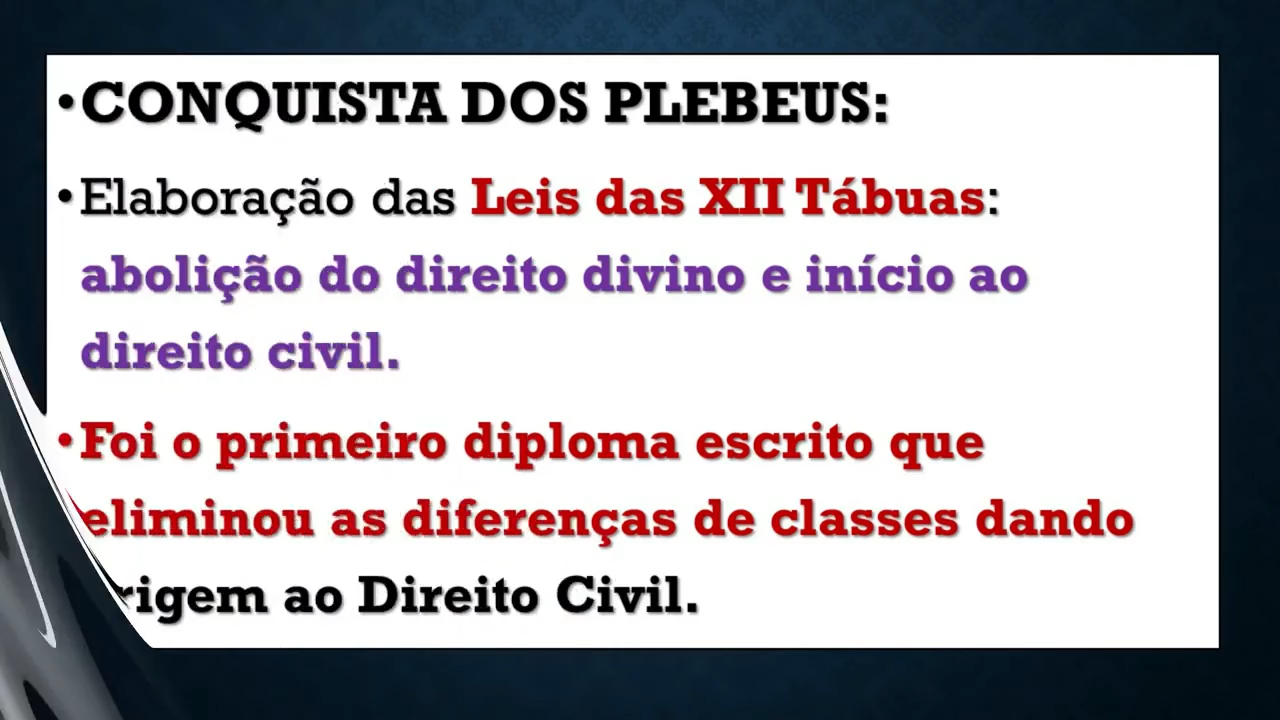 •CONQUISTA DOS PLEBEUS:
•Elaboração das Leis das XII Tábuas:
abolição do direito divino e início ao
direito civil.
•Foi o primeiro diploma escrito que
eliminou as diferenças de classes dando
rigem ao Direito Civil.